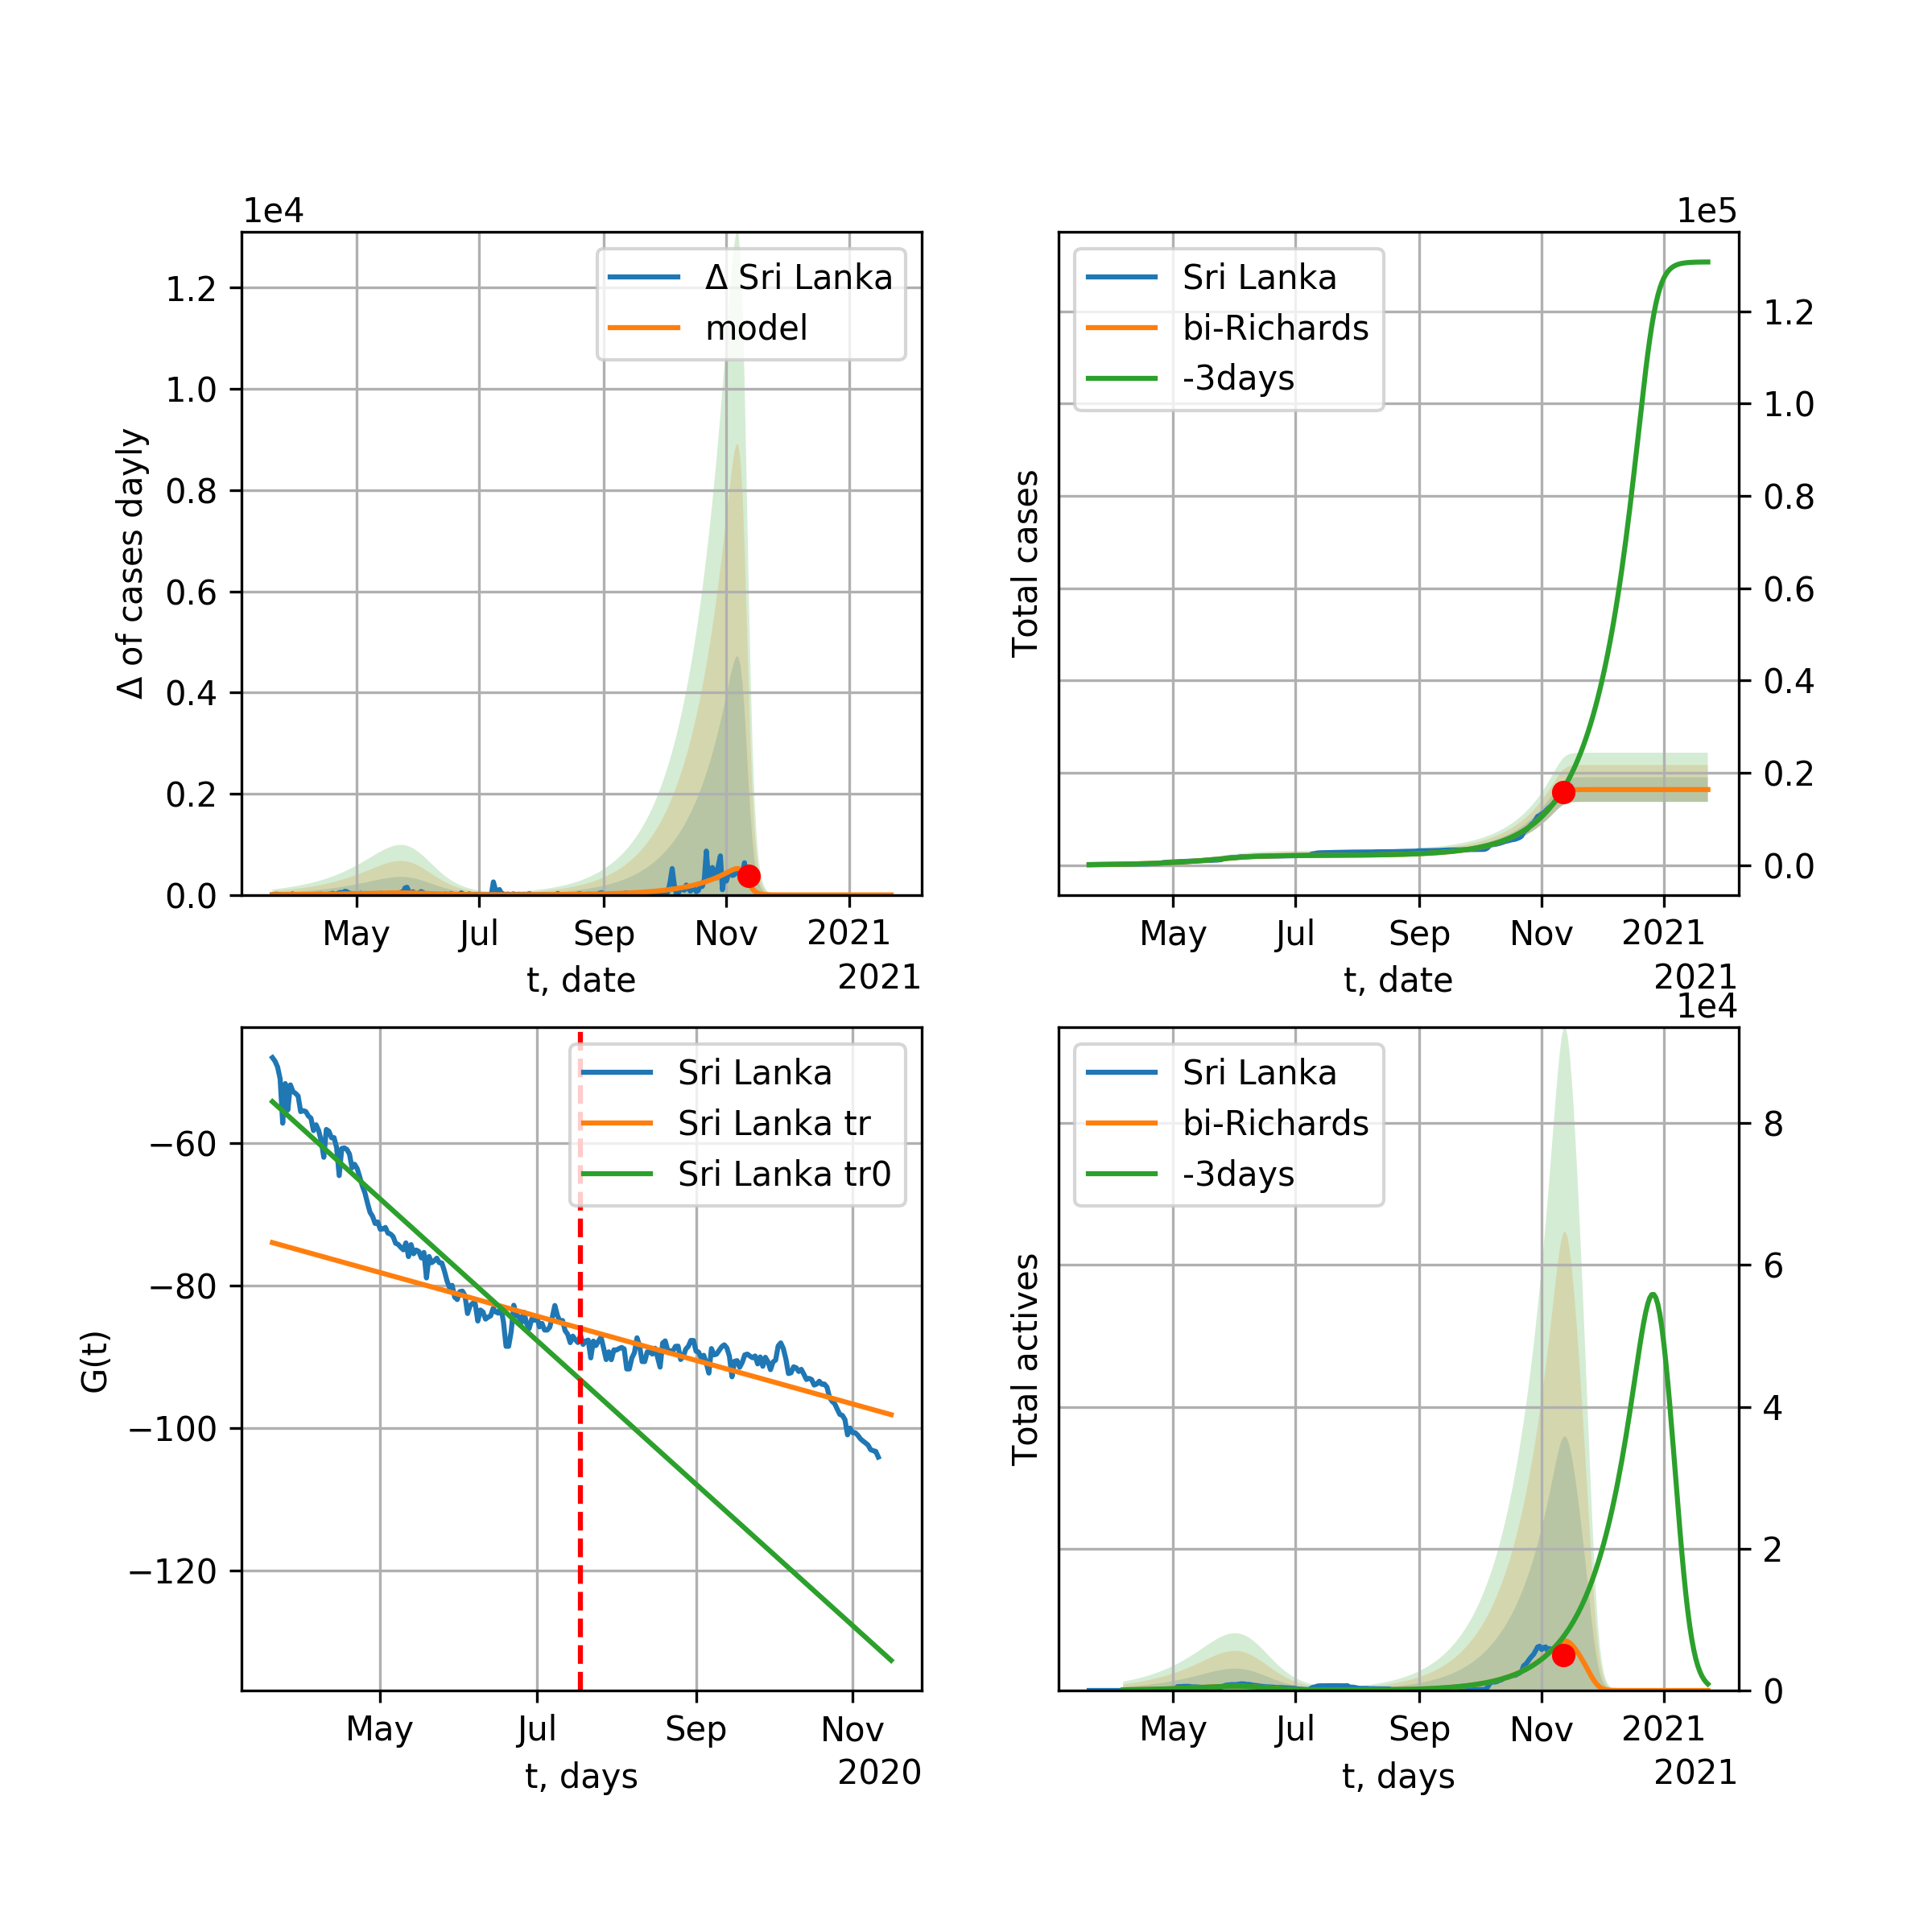 1e4
Δ of cases dayly
1.2
1.0
0.8
0.6
0.4
0.2
0.0
Δ Sri Lanka
model
May Jul Sep Nov 2021
t, date
2021
1e5
Total cases
Sri Lanka
bi-Richards
-3days
1.2
1.0
0.8
0.6
0.4
0.2
0.0
May Jul Sep Nov 2021
t, date
2021
G(t)
−60
−80
−100
−120
Sri Lanka
Sri Lanka tr
Sri Lanka tr0
May Jul Sep Nov
t, days
2020
1e4
Total actives
Sri Lanka
bi-Richards
-3days
8
6
4
2
0
May Jul Sep Nov 2021
t, days
2021